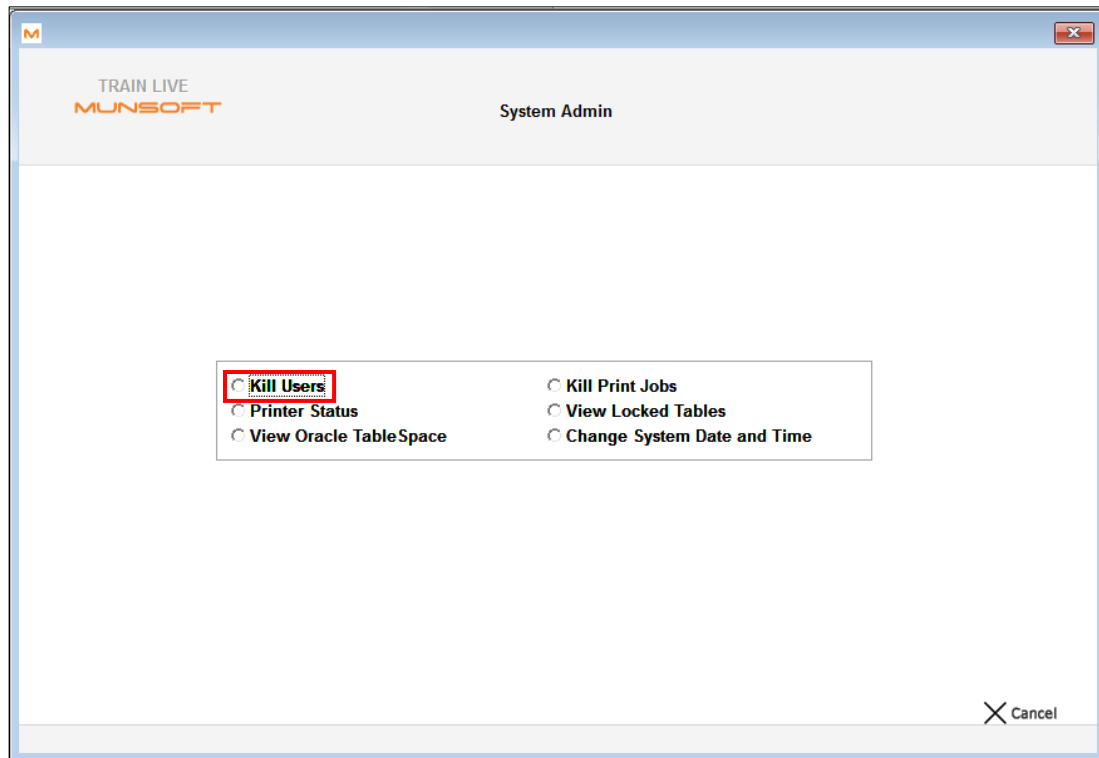 M
TRAIN LIVE
MUNSOFT
System Admin
Kill Users
Kill Print Jobs
Printer Status
View Locked Tables
View Oracle TableSpace
Change System Date and Time
Cancel